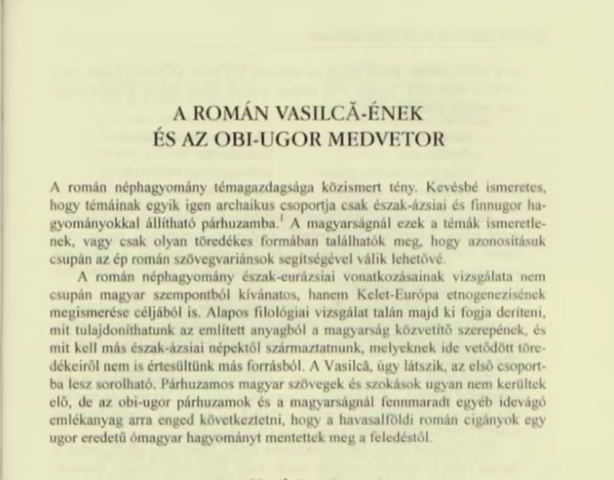 A ROMÁN VASILCĂ-ÉNEK
ÉS AZ OBI-UGOR MEDVETOR
A román néphagyomány témagazdagsága közismert tény. Kevésbé ismeretes,
hogy témáinak egyik igen archaikus csoportja csak észak-ázsiai és finnugor ha-
gyományokkal állítható párhuzamba.¹ A magyarságnál ezek a témák ismeretle-
nek, vagy csak olyan töredékes formában találhatók meg, hogy azonosításuk
csupán az ép román szövegvariánsok segítségével válik lehetővé.
A román néphagyomány észak-eurázsiai vonatkozásainak vizsgálata nem
csupán magyar szempontból kívánatos, hanem Kelet-Európa etnogenezisének
megismerése céljából is. Alapos filológiai vizsgálat talán majd ki fogja deríteni,
mit tulajdoníthatunk az említett anyagból a magyarság közvetítő szerepének, és
mit kell más észak-ázsiai népektől származtatnunk, melyeknek ide vetődött töre-
dékeiről nem is értesültünk más forrásból. A Vasilcă, úgy látszik, az első csoport-
ba lesz sorolható. Párhuzamos magyar szövegek és szokások ugyan nem kerültek
elő, de az obi-ugor párhuzamok és a magyarságnál fennmaradt egyéb idevágó
emlékanyag arra enged következtetni, hogy a havasalföldi román cigányok egy
ugor eredetű ómagyar hagyományt mentettek meg a feledéstől.